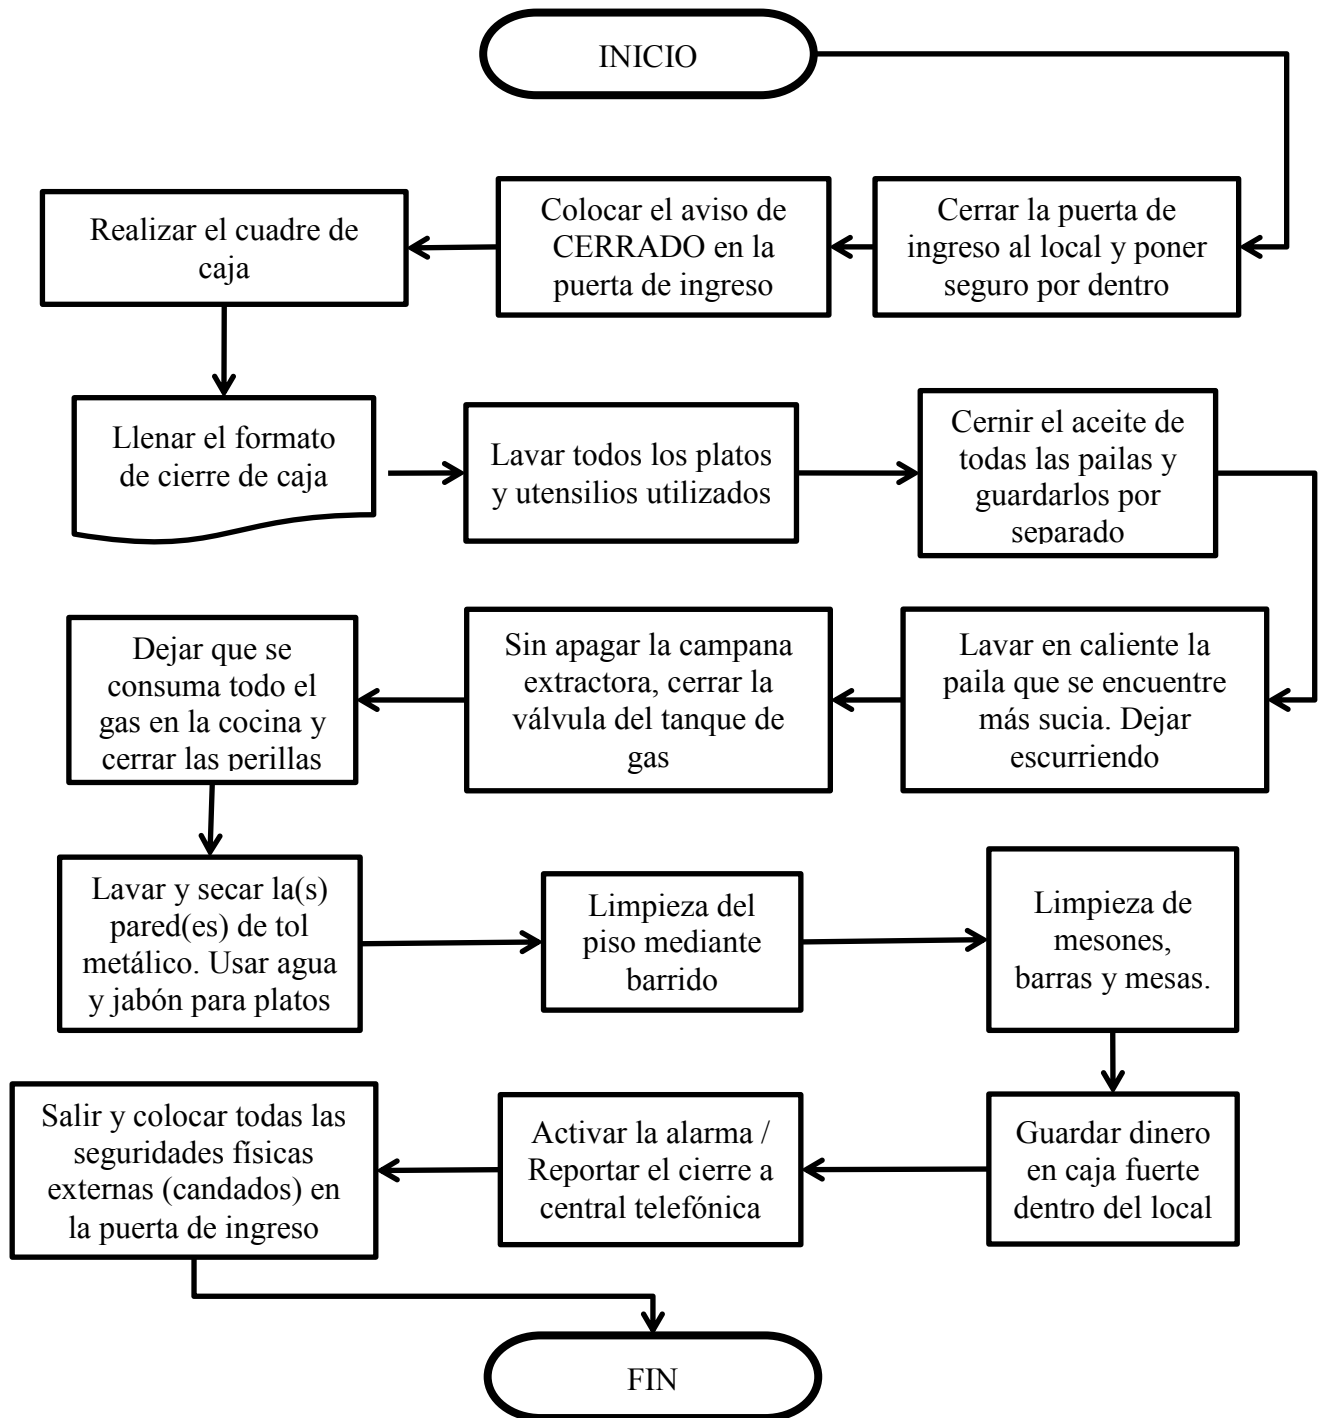 INICIO
Cerrar la puerta de
ingreso al local y poner
seguro por dentro
Colocar el aviso de
CERRADO en la
puerta de ingreso
Realizar el cuadre de
caja
Llenar el formato
de cierre de caja
Lavar todos los platos
y utensilios utilizados
Cernir el aceite de
todas las pailas y
guardarlos por
separado
Lavar en caliente la
paila que se encuentre
más sucia. Dejar
escurriendo
Sin apagar la campana
extractora, cerrar la
válvula del tanque de
gas
Dejar que se
consuma todo el
gas en la cocina y
cerrar las perillas
Lavar y secar la(s)
pared(es) de tol
metálico. Usar agua
y jabón para platos
Limpieza del
piso mediante
barrido
Limpieza de
mesones,
barras y mesas.
Guardar dinero
en caja fuerte
dentro del local
Activar la alarma /
Reportar el cierre a
central telefónica
Salir y colocar todas las
seguridades físicas
externas (candados) en
la puerta de ingreso
FIN